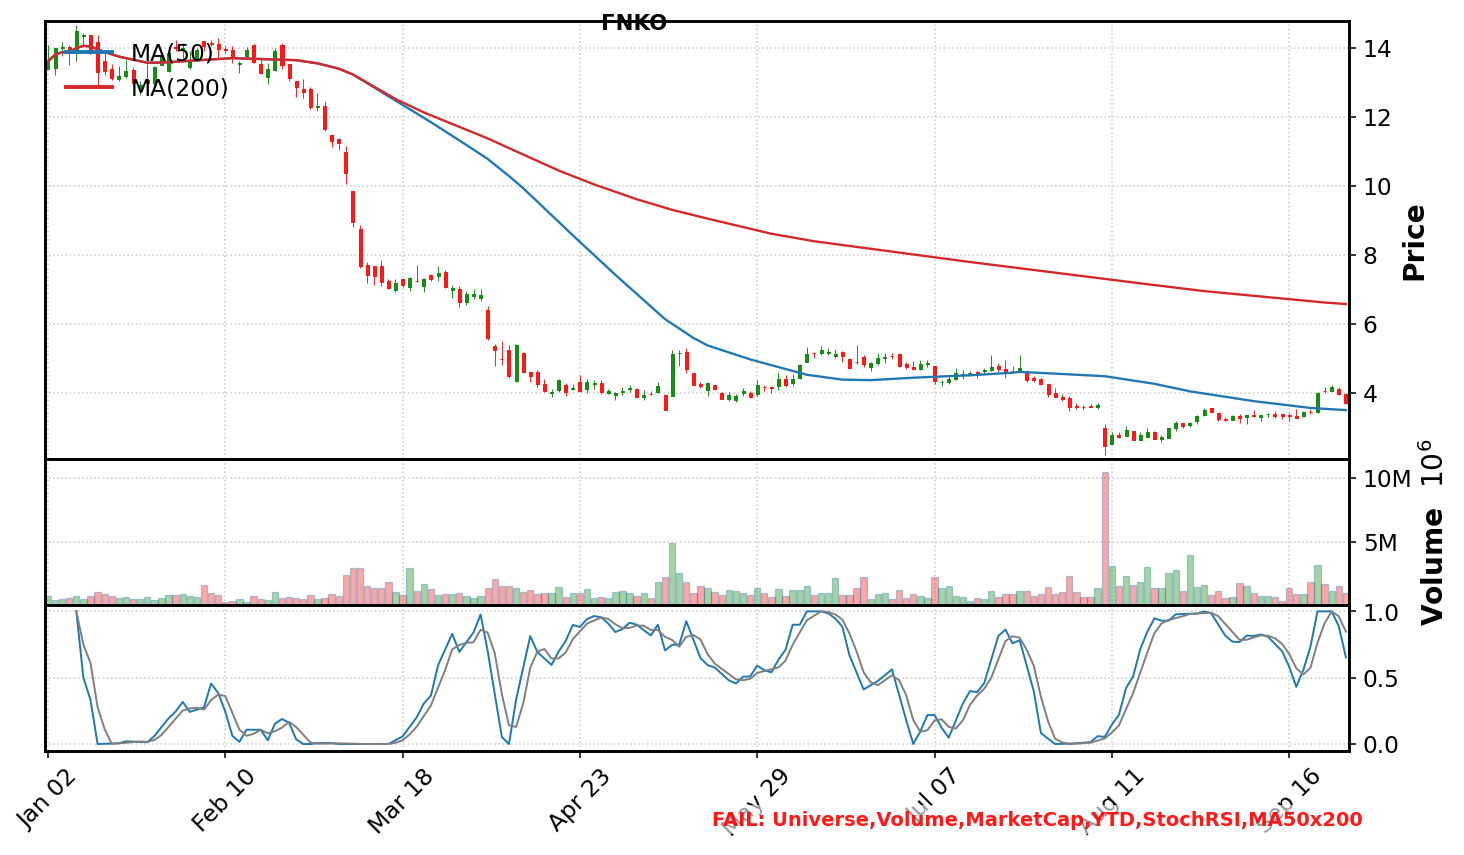 FNKO
MA(50)
MA(200)
14
12
10
8
6
4
Price
10M
5M
Volume 10^6
1.0
0.5
0.0
Jan 02
Feb 10
Mar 18
Apr 23
May 29
Jul 07
Aug 11
Sep 16
FAIL: Universe,Volume,MarketCap,YTD,StochRSI,MA50x200